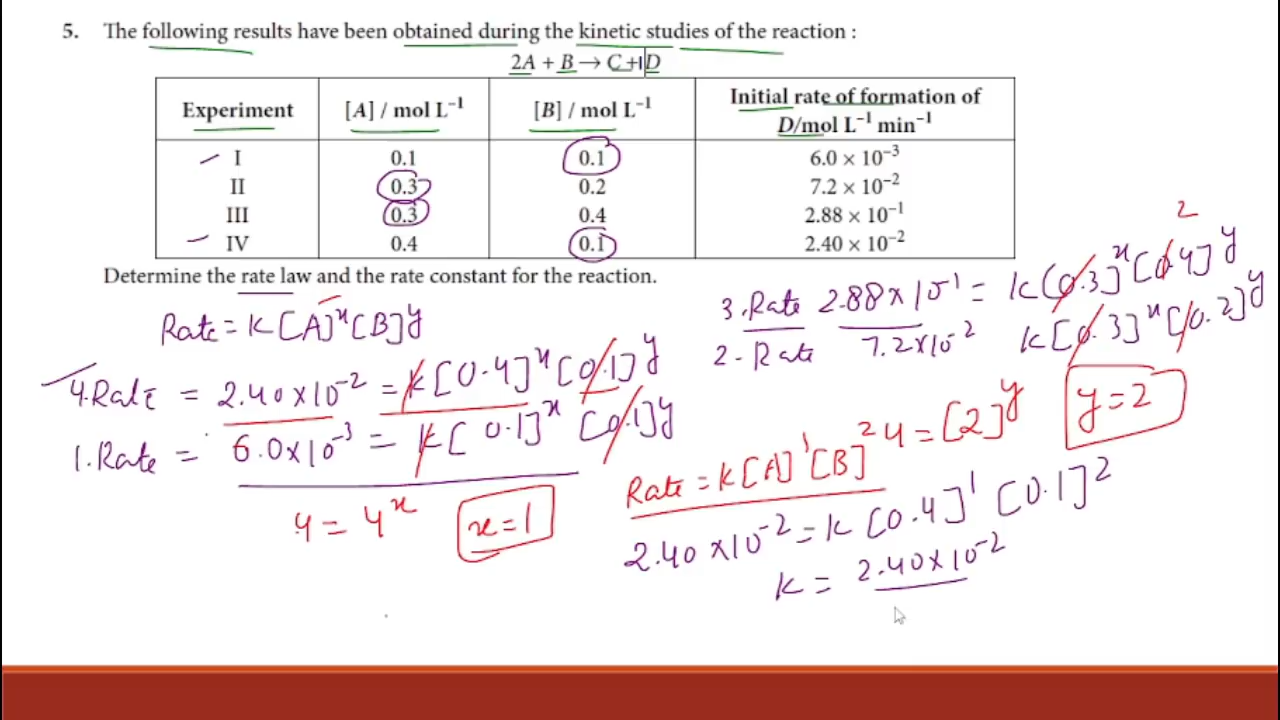 5. The following results have been obtained during the kinetic studies of the reaction :
2A + B → C + D
Experiment [A] / mol L⁻¹ [B] / mol L⁻¹ Initial rate of formation of D/mol L⁻¹ min⁻¹
I 0.1 0.1 6.0 × 10⁻³
II 0.3 0.2 7.2 × 10⁻²
III 0.3 0.4 2.88 × 10⁻¹
IV 0.4 0.1 2.40 × 10⁻²
Determine the rate law and the rate constant for the reaction.
Rate = K[A]ˣ[B]y
4. Rate = 2.40×10⁻² = k[0.4]ˣ[0.1]y
1. Rate = 6.0×10⁻³ = k[0.1]ˣ[0.1]y
4 = 4ˣ
x=1
3. Rate 2.88×10⁻¹ = k[0.3]ˣ[0.4]y
2
2 - Rate 7.2×10⁻² k[0.3]ˣ[0.2]y
4 = [2]y
y=2
Rate = K[A]¹[B]²
2.40×10⁻² = k[0.4]¹[0.1]²
k = 2.40×10⁻²